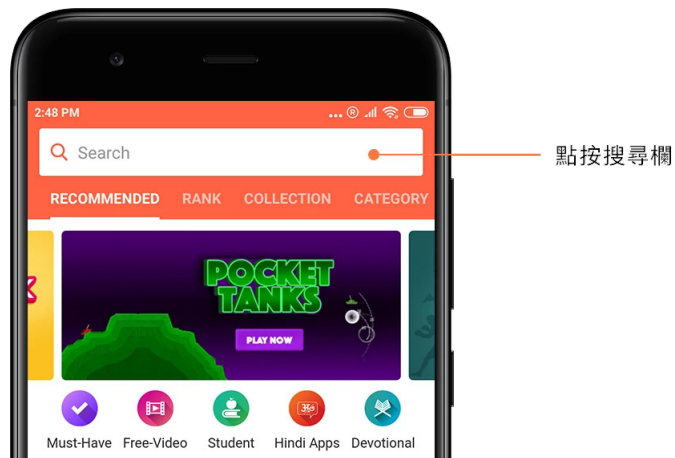 2:48 PM
Search
點按搜尋欄
RECOMMENDED RANK COLLECTION CATEGORY
POCKET
TANKS
PLAY NOW
Must-Have Free-Video Student Hindi Apps Devotional